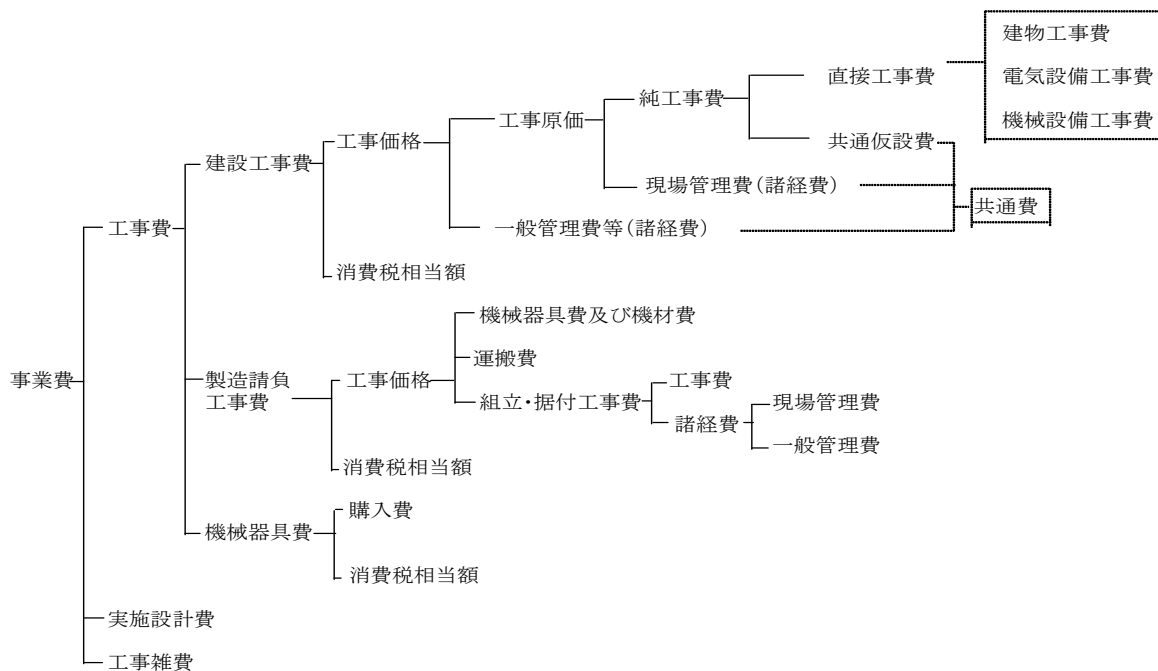 建物工事費
直接工事費
電気設備工事費
純工事費
工事原価
機械設備工事費
工事価格
共通仮設費
建設工事費
現場管理費(諸経費)
共通費
工事費
一般管理費等(諸経費)
消費税相当額
機械器具費及び機材費
運搬費
事業費
製造請負
工事費
工事価格
工事費
組立・据付工事費
現場管理費
諸経費
一般管理費
消費税相当額
購入費
機械器具費
消費税相当額
実施設計費
工事雑費